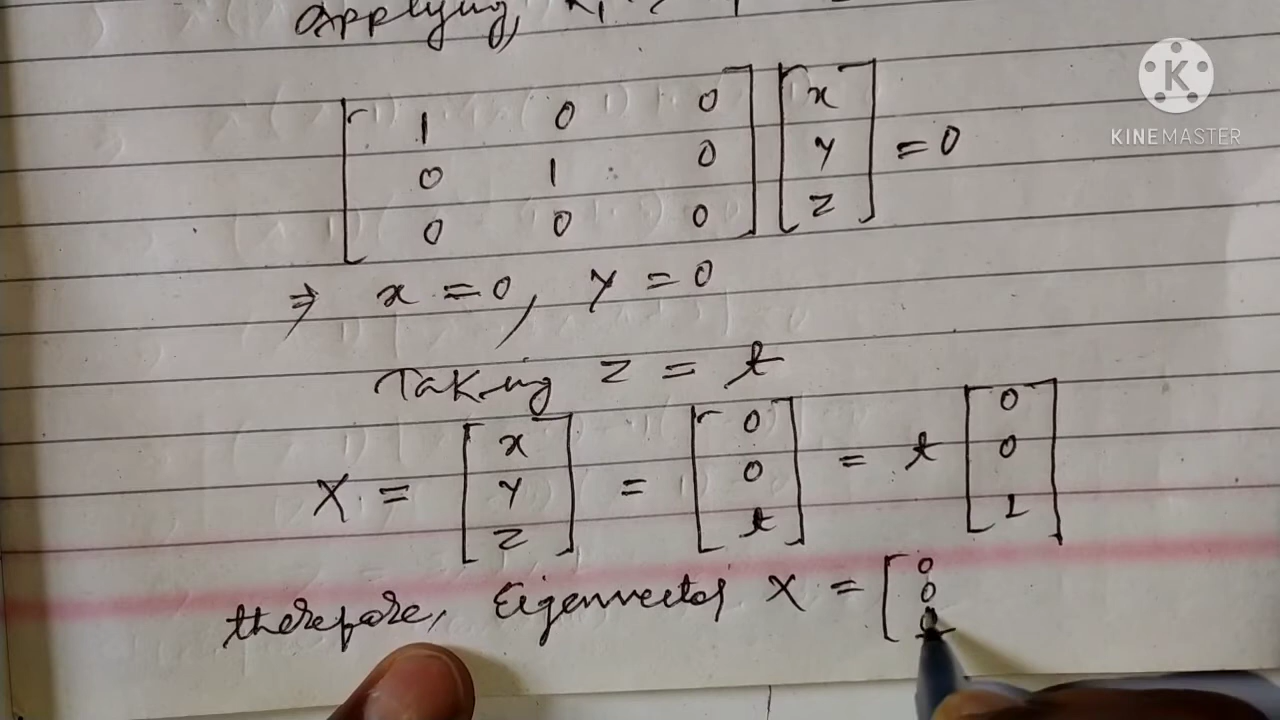 applying,
[1 0 0
0 1 0
0 0 0] [x
y
z] = 0
⇒ x = 0, y = 0
Taking z = t
X = [x
y
z] = [0
0
t] = t [0
0
1]
therefore, Eigenvector X = [0
0
KINEMASTER